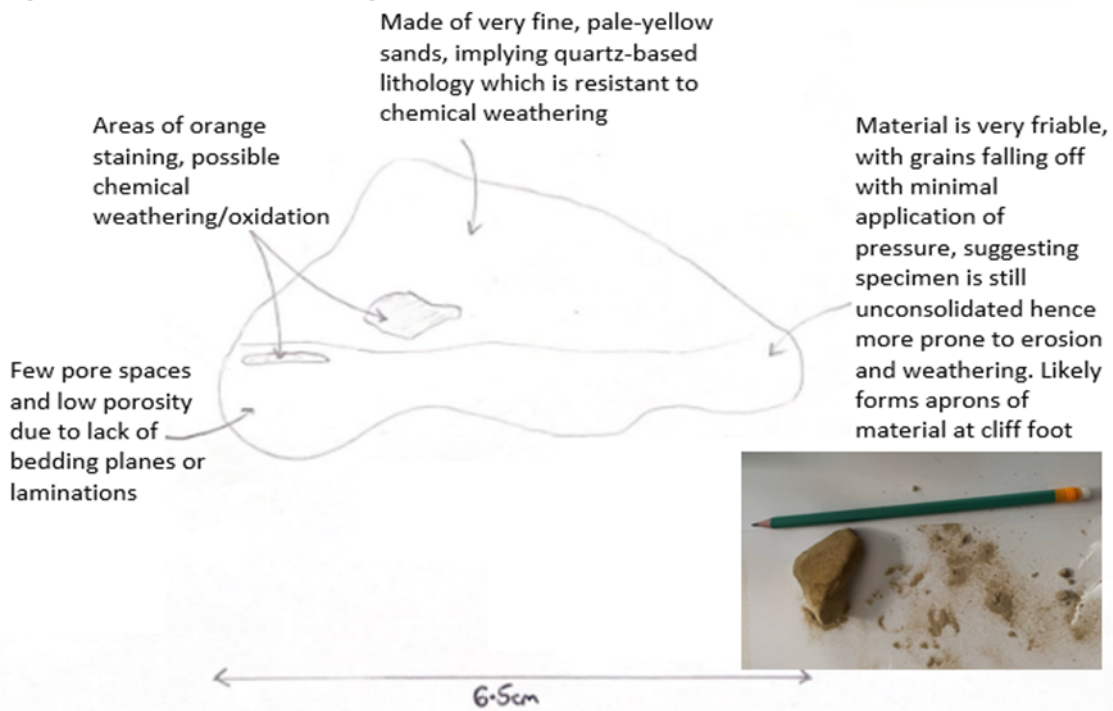 Made of very fine, pale-yellow
sands, implying quartz-based
lithology which is resistant to
chemical weathering
Areas of orange
staining, possible
chemical
weathering/oxidation
Material is very friable,
with grains falling off
with minimal
application of
pressure, suggesting
specimen is still
unconsolidated hence
more prone to erosion
and weathering. Likely
forms aprons of
material at cliff foot
Few pore spaces
and low porosity
due to lack of
bedding planes or
laminations
6.5cm